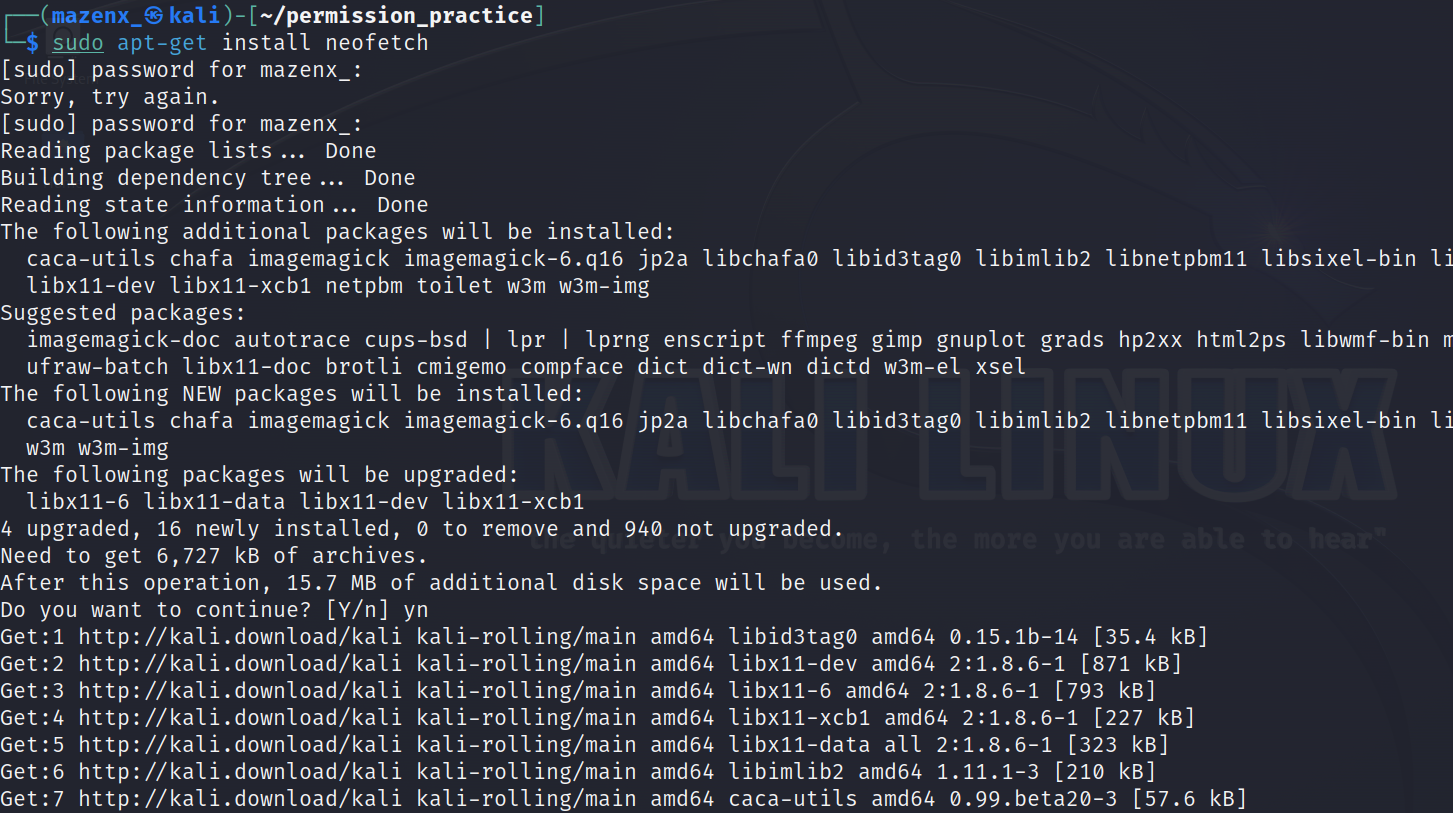 ┌──(mazenx_㉿kali)-[~/permission_practice]
└─$ sudo apt-get install neofetch
[sudo] password for mazenx_:
Sorry, try again.
[sudo] password for mazenx_:
Reading package lists... Done
Building dependency tree... Done
Reading state information... Done
The following additional packages will be installed:
  caca-utils chafa imagemagick imagemagick-6.q16 jp2a libchafa0 libid3tag0 libimlib2 libnetpbm11 libsixel-bin li
  libx11-dev libx11-xcb1 netpbm toilet w3m w3m-img
Suggested packages:
  imagemagick-doc autotrace cups-bsd | lpr | lprng enscript ffmpeg gimp gnuplot grads hp2xx html2ps libwmf-bin m
  ufraw-batch libx11-doc brotli cmigemo compface dict dict-wn dictd w3m-el xsel
The following NEW packages will be installed:
  caca-utils chafa imagemagick imagemagick-6.q16 jp2a libchafa0 libid3tag0 libimlib2 libnetpbm11 libsixel-bin li
  w3m w3m-img
The following packages will be upgraded:
  libx11-6 libx11-data libx11-dev libx11-xcb1
4 upgraded, 16 newly installed, 0 to remove and 940 not upgraded.
Need to get 6,727 kB of archives.
After this operation, 15.7 MB of additional disk space will be used.
Do you want to continue? [Y/n] yn
Get:1 http://kali.download/kali kali-rolling/main amd64 libid3tag0 amd64 0.15.1b-14 [35.4 kB]
Get:2 http://kali.download/kali kali-rolling/main amd64 libx11-dev amd64 2:1.8.6-1 [871 kB]
Get:3 http://kali.download/kali kali-rolling/main amd64 libx11-6 amd64 2:1.8.6-1 [793 kB]
Get:4 http://kali.download/kali kali-rolling/main amd64 libx11-xcb1 amd64 2:1.8.6-1 [227 kB]
Get:5 http://kali.download/kali kali-rolling/main amd64 libx11-data all 2:1.8.6-1 [323 kB]
Get:6 http://kali.download/kali kali-rolling/main amd64 libimlib2 amd64 1.11.1-3 [210 kB]
Get:7 http://kali.download/kali kali-rolling/main amd64 caca-utils amd64 0.99.beta20-3 [57.6 kB]
KALI LINUX
the quieter you become, the more you are able to hear"